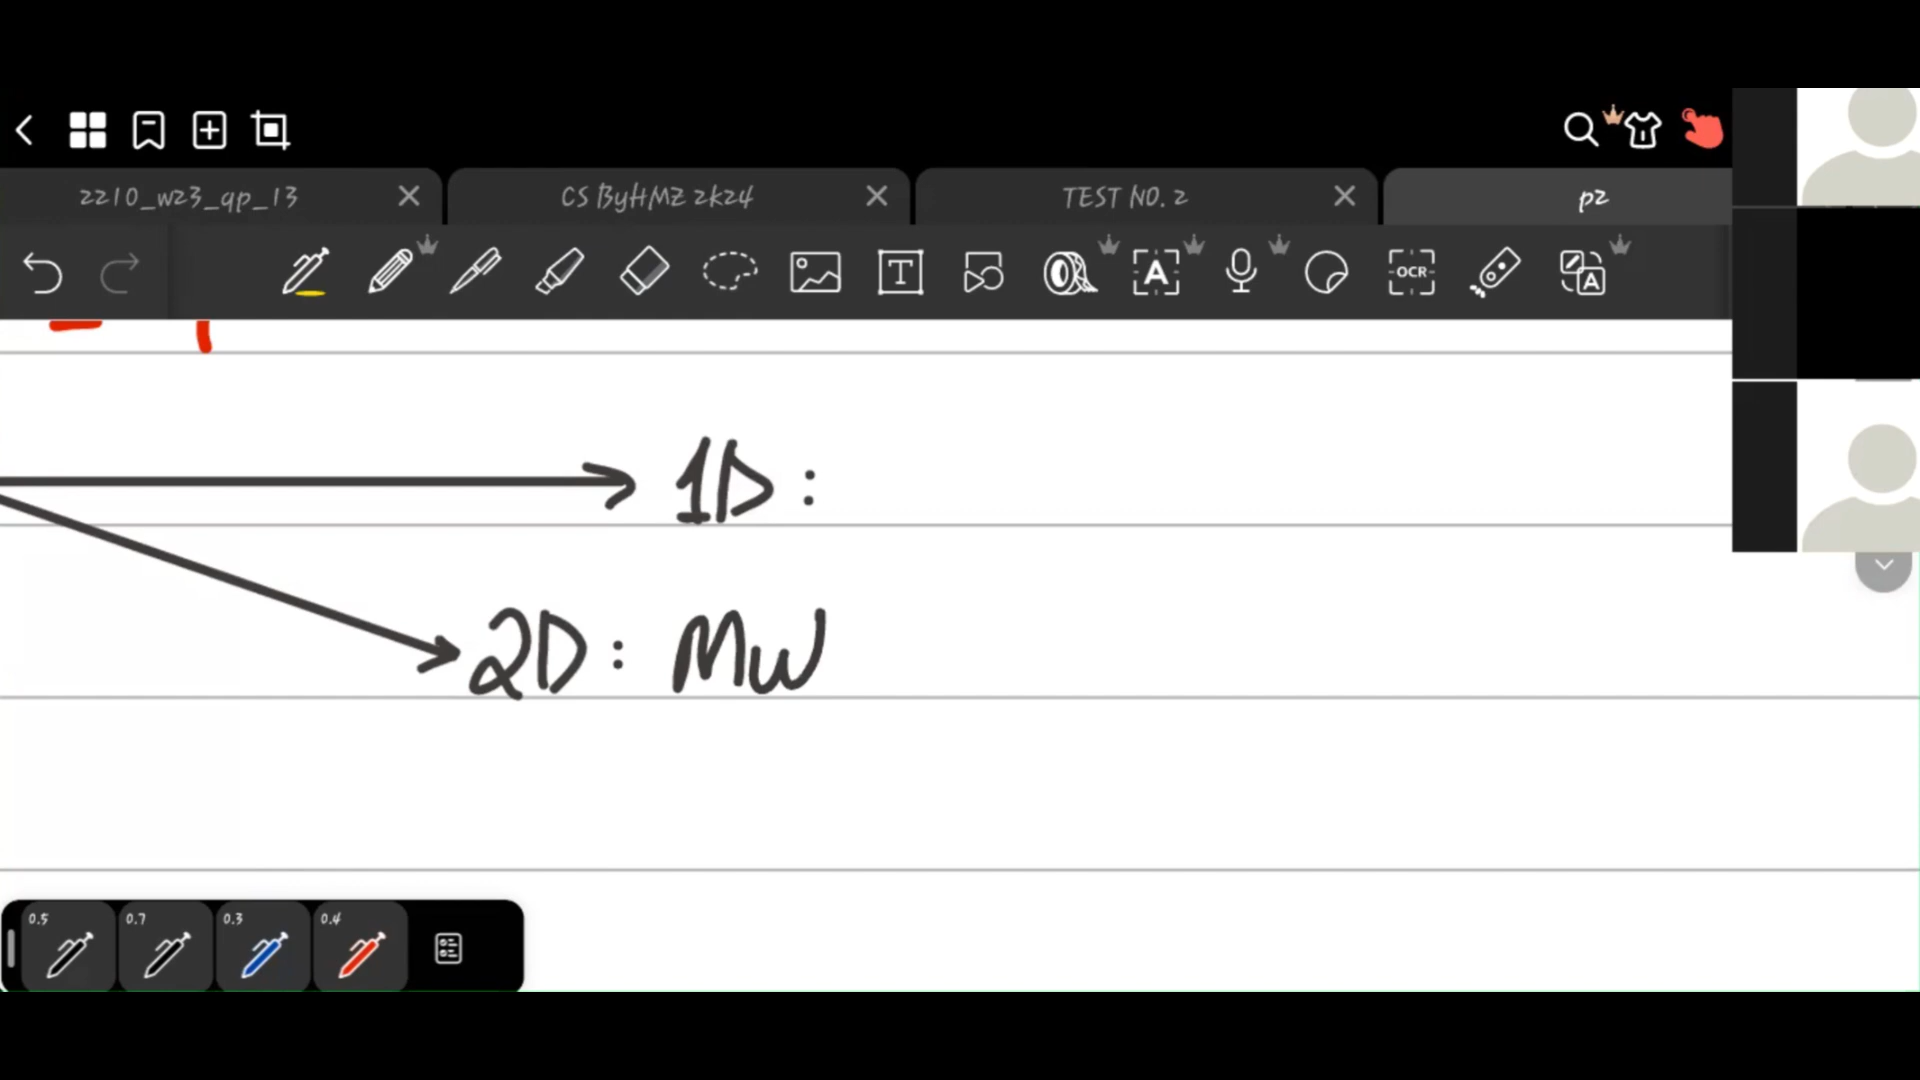 2210_w23_qp_13
CS ByHMZ 2k24
TEST NO. 2
p2
T
A
OCR
A
1D :
2D : MW
0.5
0.7
0.3
0.4